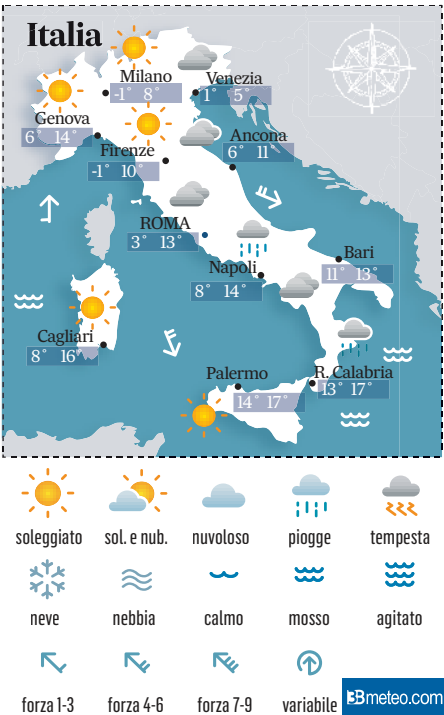 Italia
Milano
-1° 8°
Venezia
1° 5°
Genova
6° 14°
Firenze
-1° 10°
Ancona
6° 11°
ROMA
3° 13°
Napoli
8° 14°
Bari
11° 13°
Cagliari
8° 16°
Palermo
14° 17°
R. Calabria
13° 17°
soleggiato sol. e nub. nuvoloso piogge tempesta
neve nebbia calmo mosso agitato
forza 1-3 forza 4-6 forza 7-9 variabile
3Bmeteo.com